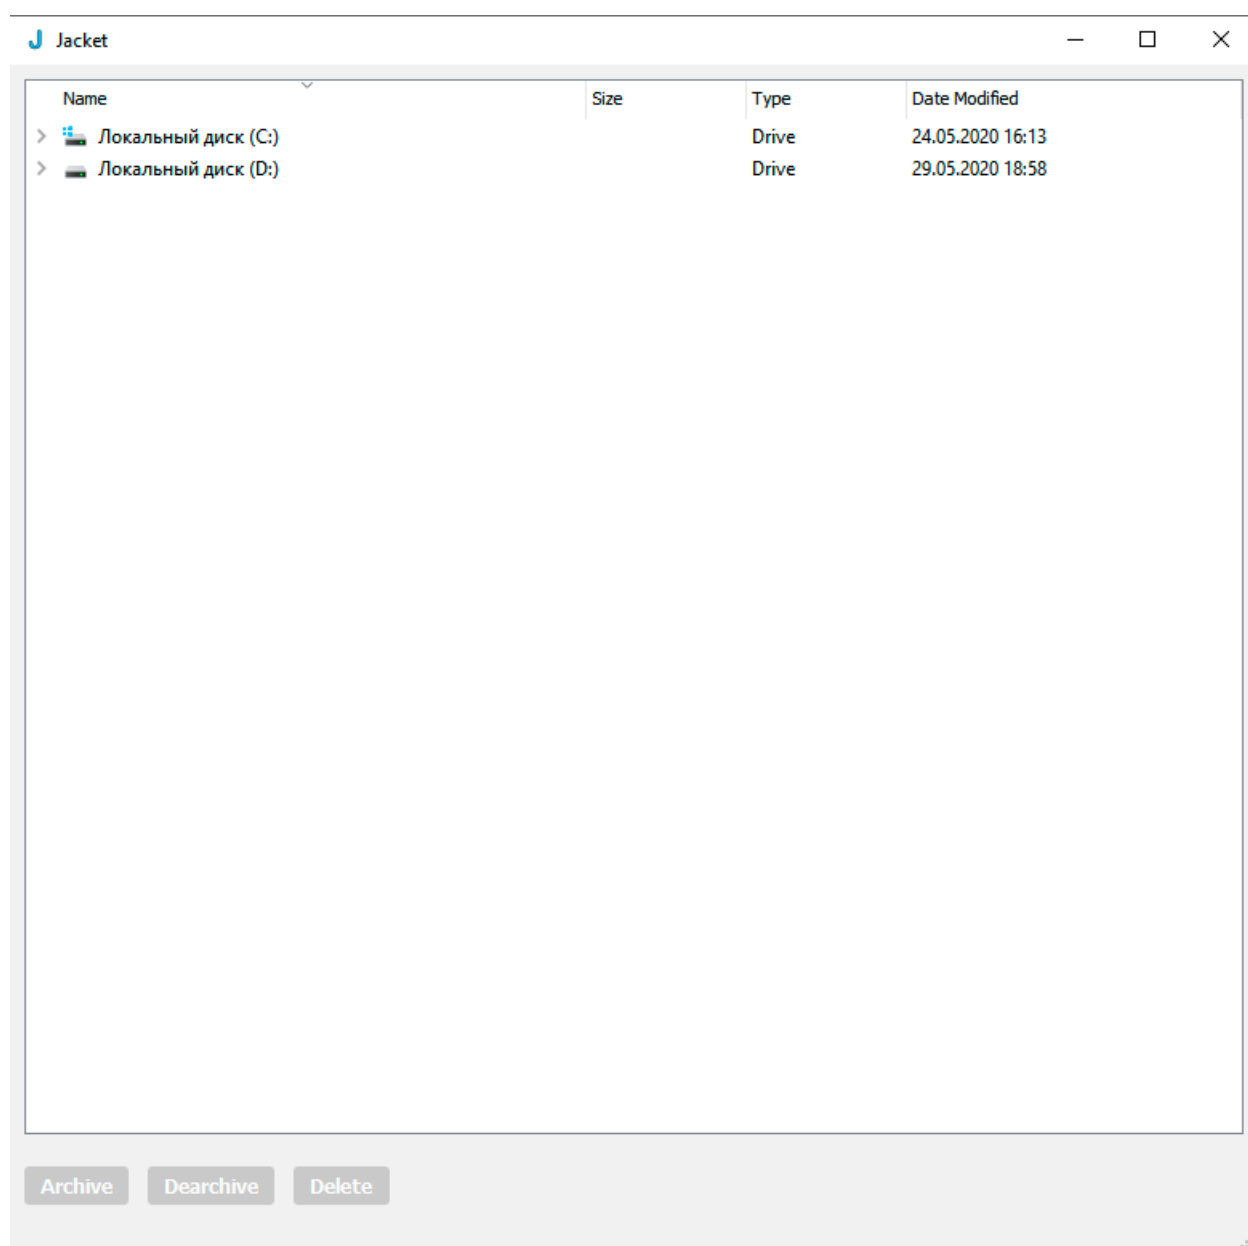 Jacket
Name Size Type Date Modified
Локальный диск (C:) Drive 24.05.2020 16:13
Локальный диск (D:) Drive 29.05.2020 18:58
Archive Dearchive Delete